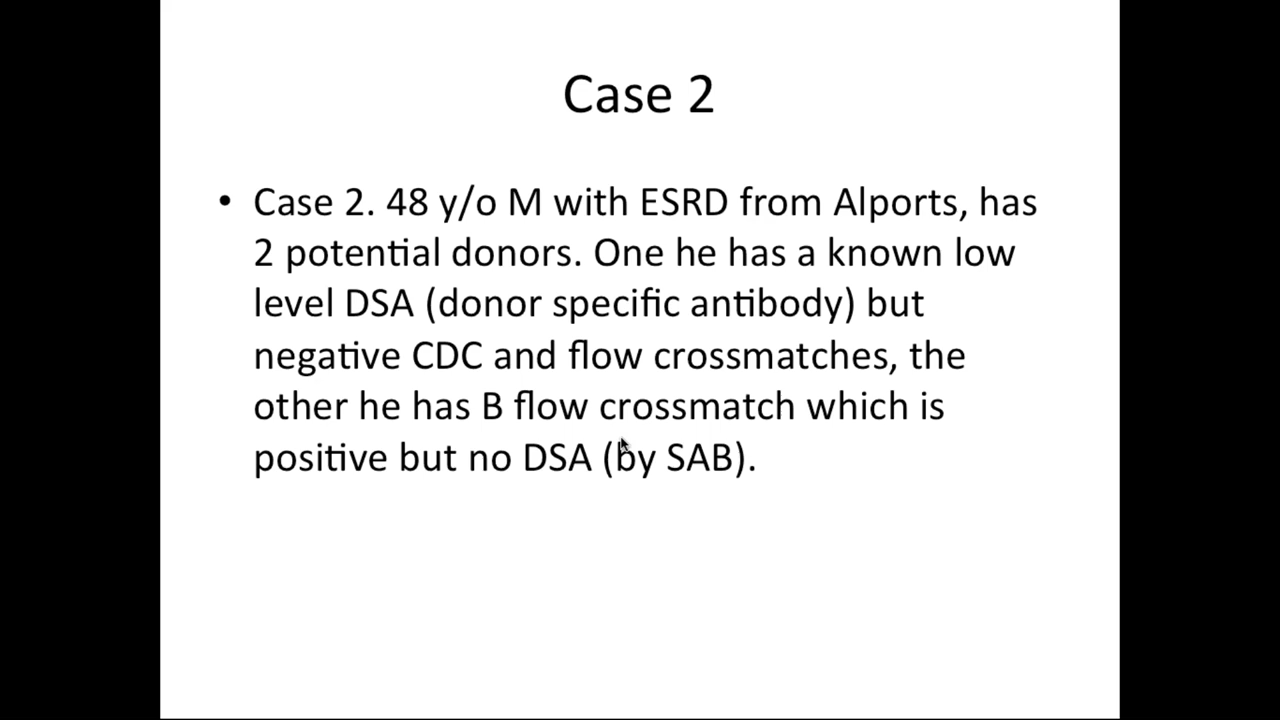 Case 2
• Case 2. 48 y/o M with ESRD from Alports, has
2 potential donors. One he has a known low
level DSA (donor specific antibody) but
negative CDC and flow crossmatches, the
other he has B flow crossmatch which is
positive but no DSA (by SAB).